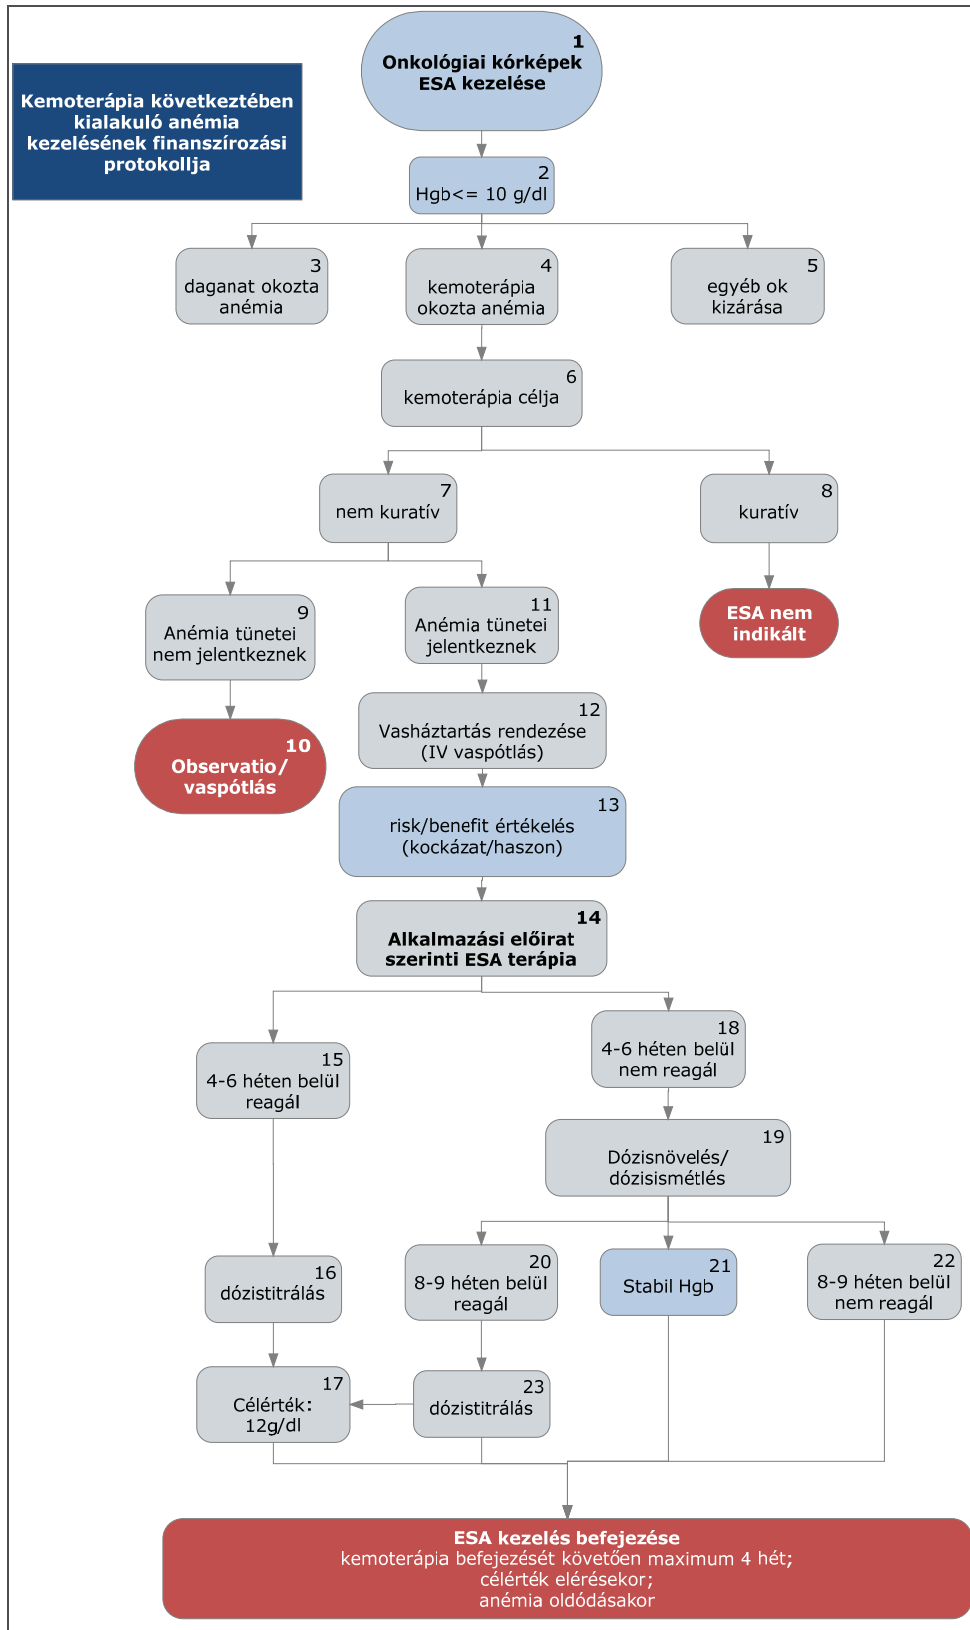 1
Onkológiai kórképek
ESA kezelése
Kemoterápia következtében
kialakuló anémia
kezelésének finanszírozási
protokollja
2
Hgb<= 10 g/dl
3
daganat okozta
anémia
4
kemoterápia
okozta anémia
5
egyéb ok
kizárása
6
kemoterápia célja
7
nem kuratív
8
kuratív
9
Anémia tünetei
nem jelentkeznek
11
Anémia tünetei
jelentkeznek
ESA nem
indikált
10
Observatio/
vaspótlás
12
Vasháztartás rendezése
(IV vaspótlás)
13
risk/benefit értékelés
(kockázat/haszon)
14
Alkalmazási előirat
szerinti ESA terápia
15
4-6 héten belül
reagál
18
4-6 héten belül
nem reagál
19
Dózisnövelés/
dózisismétlés
16
dózistitrálás
20
8-9 héten belül
reagál
21
Stabil Hgb
22
8-9 héten belül
nem reagál
17
Célérték:
12g/dl
23
dózistitrálás
ESA kezelés befejezése
kemoterápia befejezését követően maximum 4 hét;
célérték elérésekor;
anémia oldódásakor